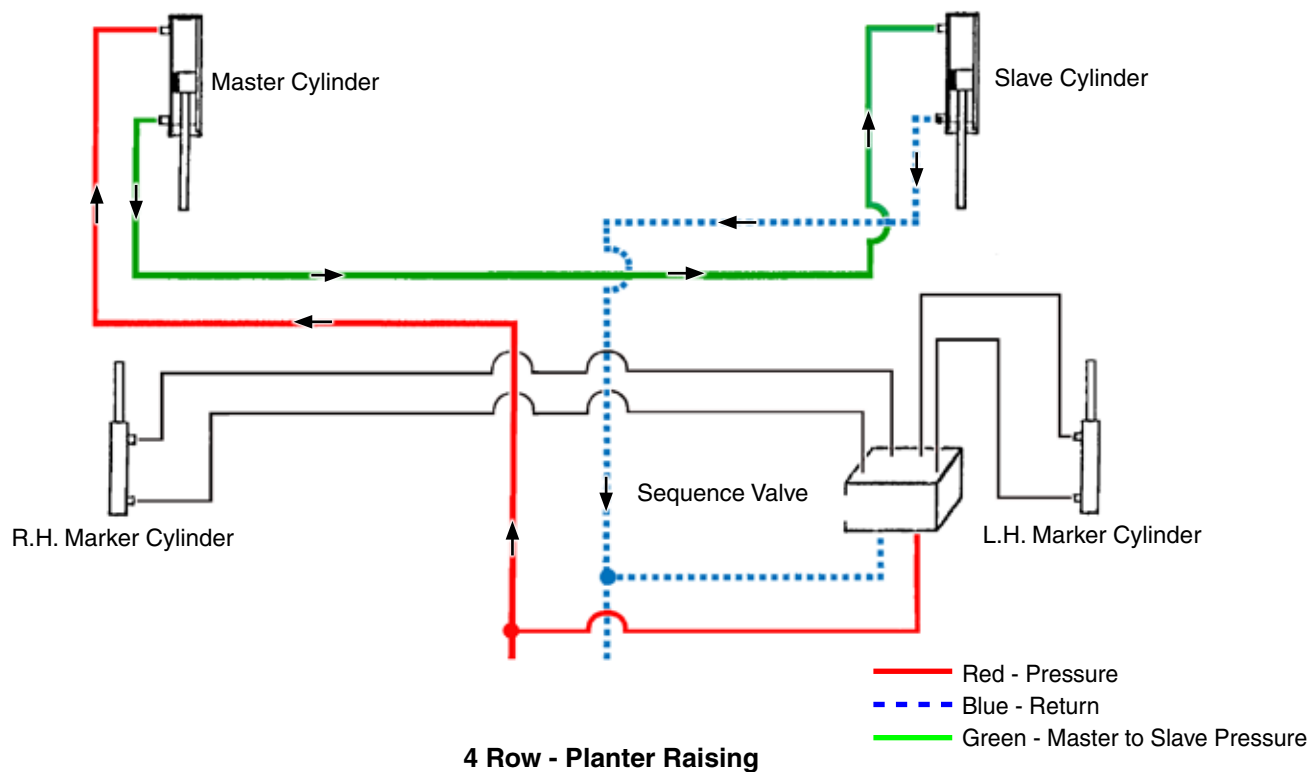 Master Cylinder
Slave Cylinder
Sequence Valve
R.H. Marker Cylinder
L.H. Marker Cylinder
Red - Pressure
Blue - Return
Green - Master to Slave Pressure
4 Row - Planter Raising